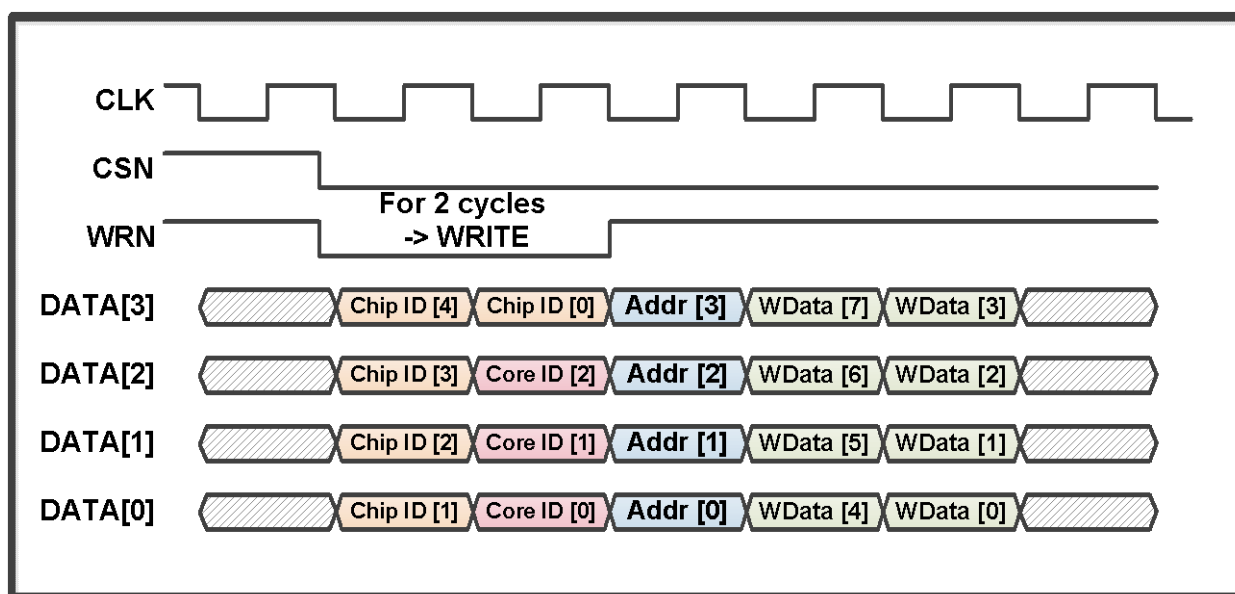 CLK
CSN
For 2 cycles
WRN -> WRITE
DATA[3] Chip ID [4] Chip ID [0] Addr [3] WData [7] WData [3]
DATA[2] Chip ID [3] Core ID [2] Addr [2] WData [6] WData [2]
DATA[1] Chip ID [2] Core ID [1] Addr [1] WData [5] WData [1]
DATA[0] Chip ID [1] Core ID [0] Addr [0] WData [4] WData [0]